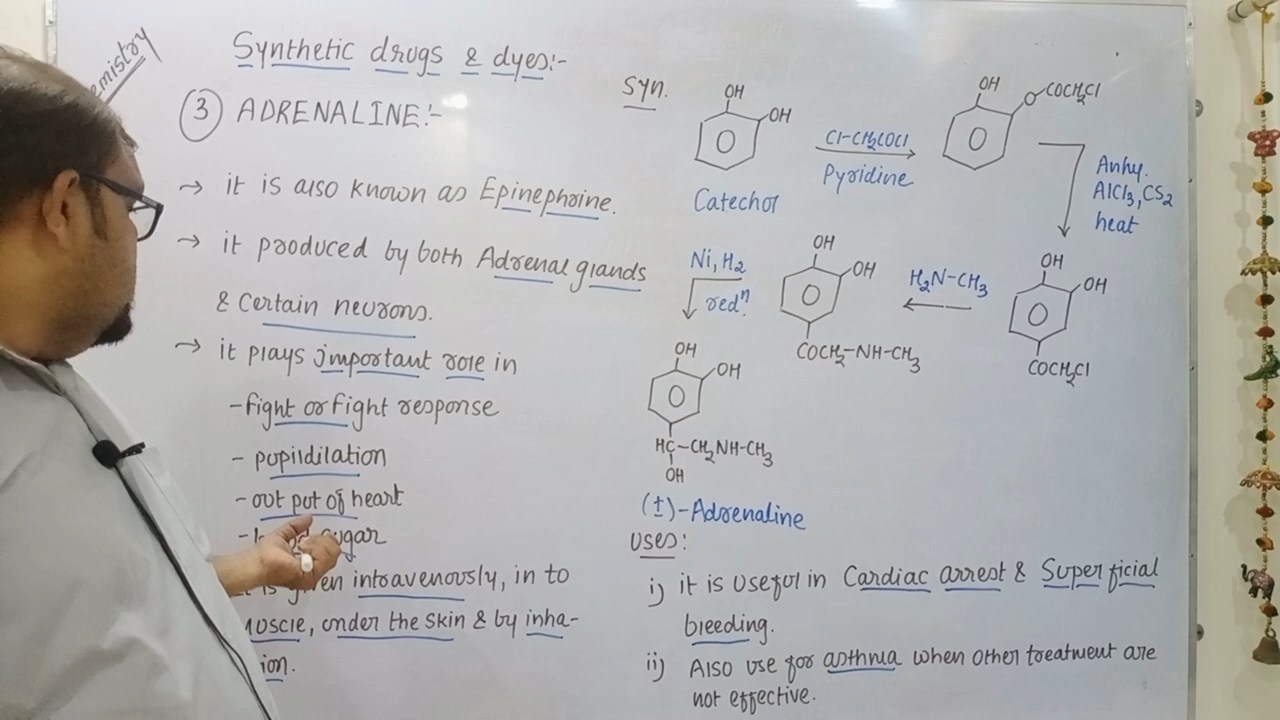 emistry
Synthetic drugs & dyes:-
3 ADRENALINE:-
→ it is also known as Epinephrine.
→ it produced by both Adrenal glands
& Certain neurons.
→ it plays important role in
- fight or fight response
- pupildilation
- out put of heart
sugar
is given intravenously, in to
muscle, under the skin & by inha-
ion.
Syn.
OH
OH
Catechol
Cl-CH2COCl
Pyridine
OH
O COCH2Cl
Anhy.
AlCl3, CS2
heat
OH
OH
COCH2Cl
H2N-CH3
OH
OH
COCH2-NH-CH3
Ni, H2
redⁿ.
OH
OH
HC-CH2NH-CH3
OH
(±)-Adrenaline
Uses:
i) it is useful in Cardiac arrest & Superficial
bleeding.
ii) Also use for asthma when other treatment are
not effective.